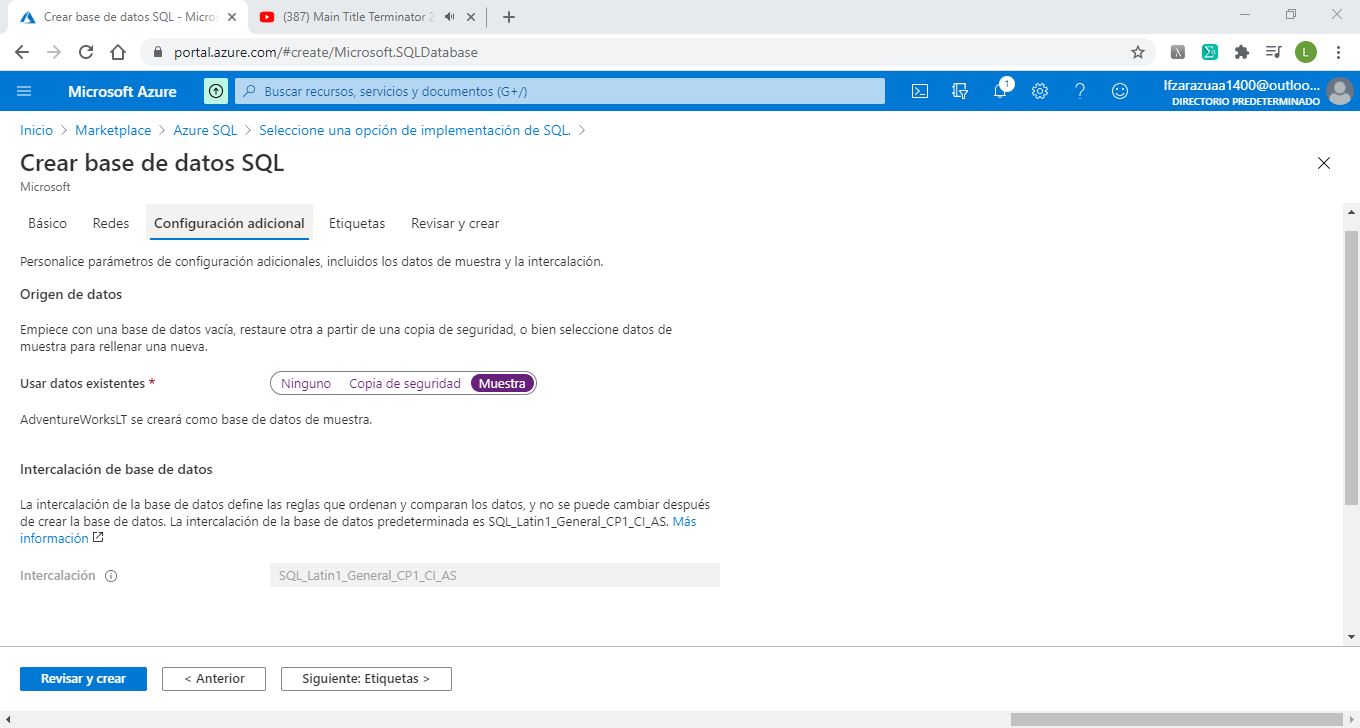 Crear base de datos SQL - Micros
(387) Main Title Terminator 2
portal.azure.com/#create/Microsoft.SQLDatabase
L
Microsoft Azure
Buscar recursos, servicios y documentos (G+/)
1
lfzarazuaa1400@outloo...
DIRECTORIO PREDETERMINADO
Inicio > Marketplace > Azure SQL > Seleccione una opción de implementación de SQL. >
Crear base de datos SQL
Microsoft
Básico Redes Configuración adicional Etiquetas Revisar y crear
Personalice parámetros de configuración adicionales, incluidos los datos de muestra y la intercalación.
Origen de datos
Empiece con una base de datos vacía, restaure otra a partir de una copia de seguridad, o bien seleccione datos de
muestra para rellenar una nueva.
Usar datos existentes * Ninguno Copia de seguridad Muestra
AdventureWorksLT se creará como base de datos de muestra.
Intercalación de base de datos
La intercalación de la base de datos define las reglas que ordenan y comparan los datos, y no se puede cambiar después
de crear la base de datos. La intercalación de la base de datos predeterminada es SQL_Latin1_General_CP1_CI_AS. Más
información
Intercalación SQL_Latin1_General_CP1_CI_AS
Revisar y crear < Anterior Siguiente: Etiquetas >